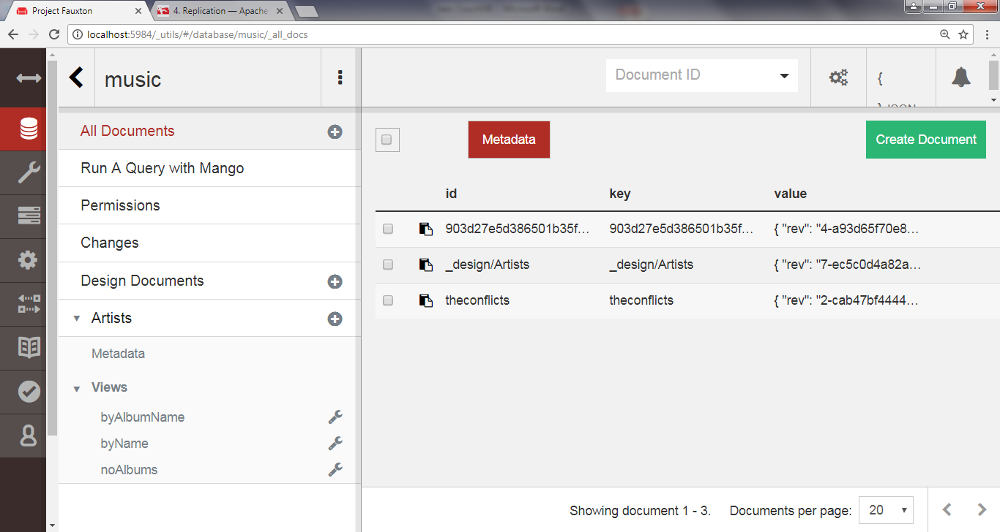 Project Fauxton
4. Replication — Apache
localhost:5984/_utils/#/database/music/_all_docs
music
Document ID
{
All Documents
Metadata
Create Document
Run A Query with Mango
id key value
Permissions
903d27e5d386501b35f... 903d27e5d386501b35f... { "rev": "4-a93d65f70e8...
Changes
_design/Artists _design/Artists { "rev": "7-ec5c0d4a82a...
Design Documents
theconflicts theconflicts { "rev": "2-cab47bf4444...
Artists
Metadata
Views
byAlbumName
byName
noAlbums
Showing document 1 - 3. Documents per page: 20